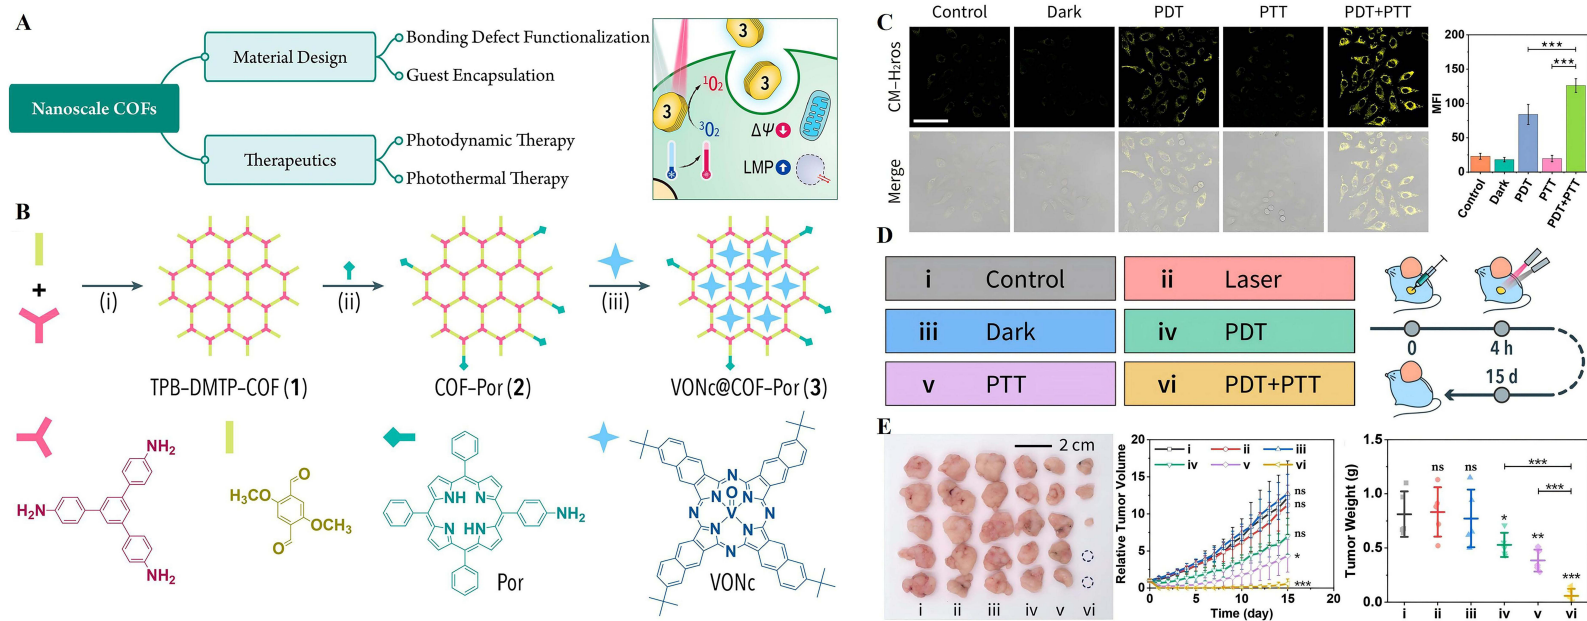 A
Nanoscale COFs
Material Design
Bonding Defect Functionalization
Guest Encapsulation
Therapeutics
Photodynamic Therapy
Photothermal Therapy
3
3
3
¹O₂
³O₂
ΔΨ
LMP
B
+
(i)
(ii)
(iii)
TPB–DMTP–COF (1)
COF–Por (2)
VONc@COF–Por (3)
NH₂
H₂N
NH₂
O
H₃CO
OCH₃
O
NH N
N HN
NH₂
Por
N N N
N O N
N V N
N N
N N N
VONc
C
Control Dark PDT PTT PDT+PTT
CM–H₂ros
Merge
MFI
200
150
100
50
0
***
***
Control
Dark
PDT
PTT
PDT+PTT
D
i Control
ii Laser
iii Dark
iv PDT
v PTT
vi PDT+PTT
0
4 h
15 d
E
2 cm
i ii iii iv v vi
Relative Tumor Volume
20
15
10
5
0
i ii iii
iv v vi
ns
ns
ns
*
***
0 5 10 15 20
Time (day)
Tumor Weight (g)
1.5
1.0
0.5
0.0
ns
ns
*
**
***
***
***
i ii iii iv v vi